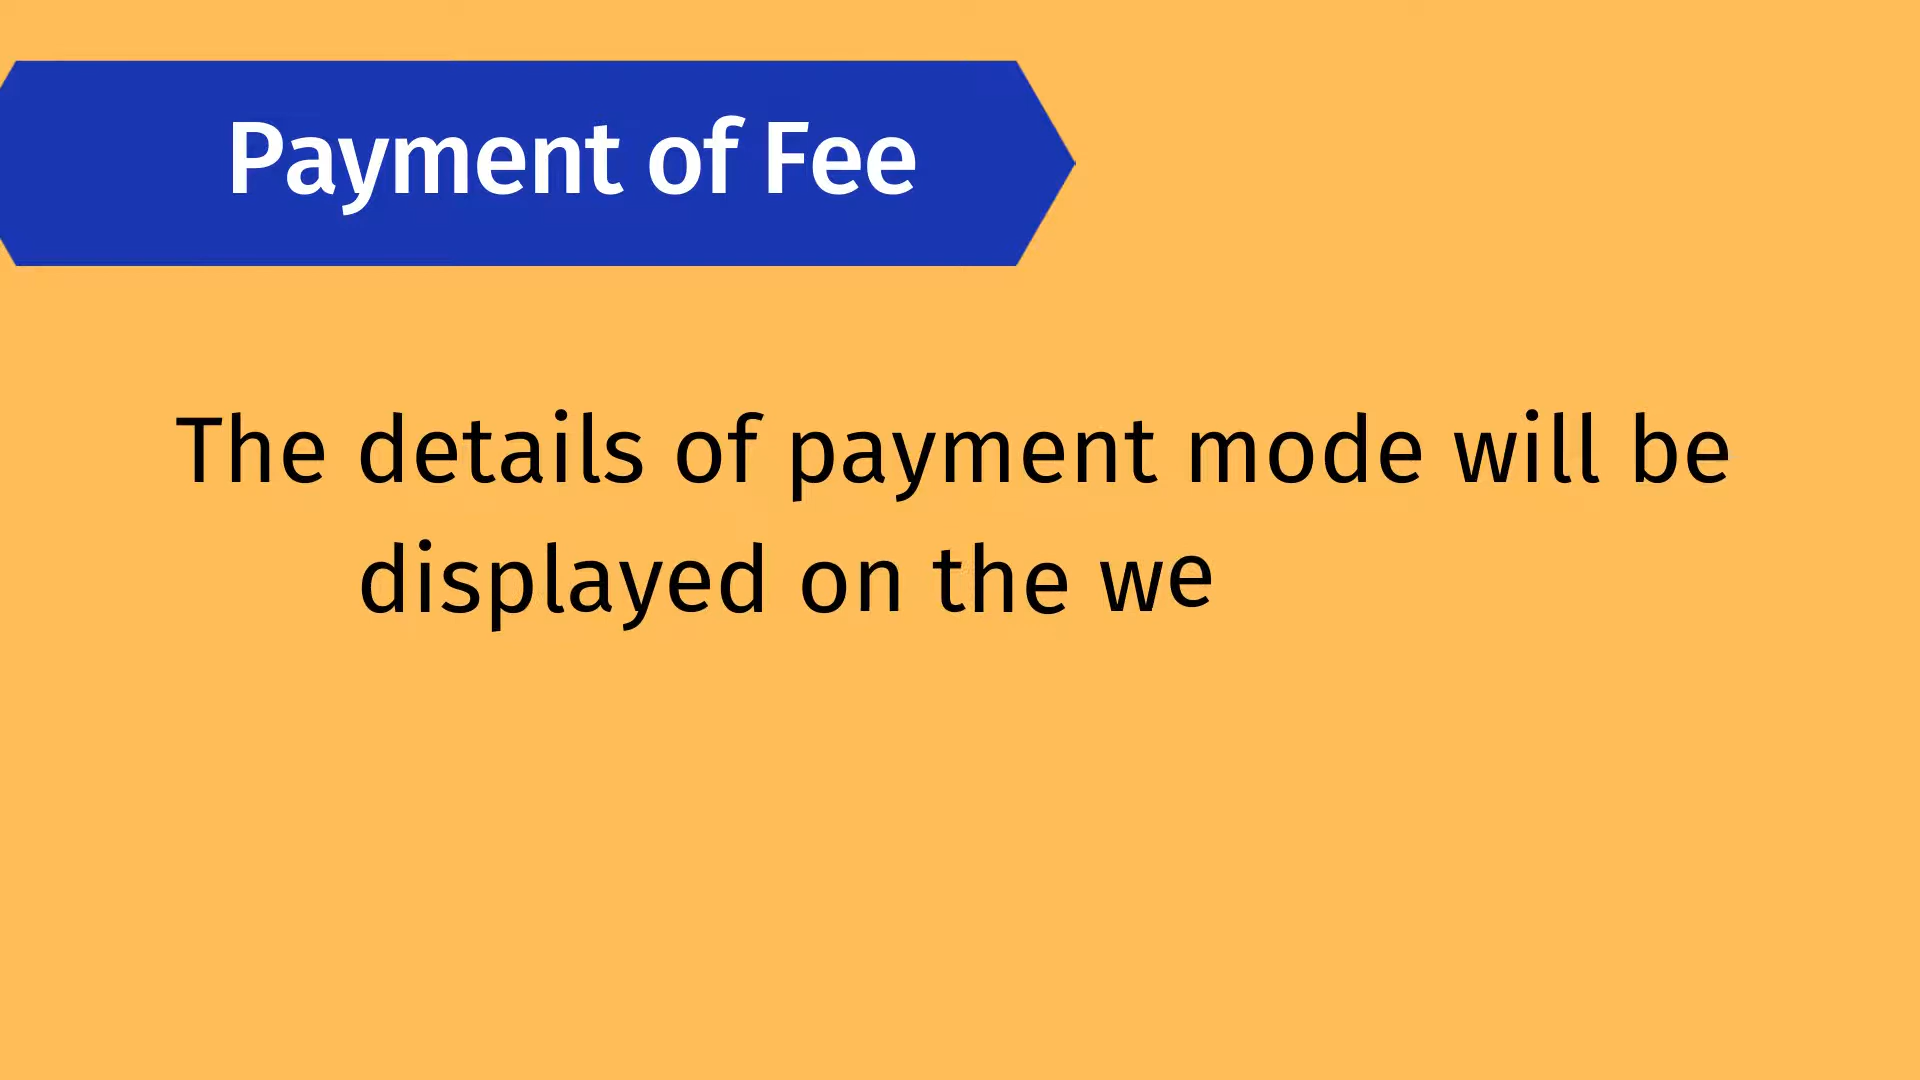 Payment of Fee
The details of payment mode will be
displayed on the we